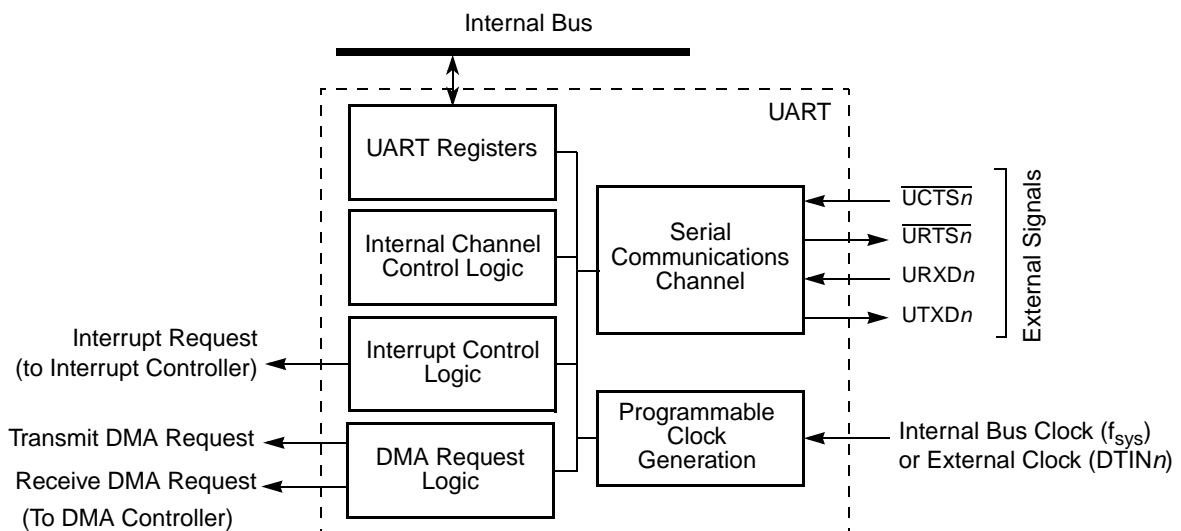 Internal Bus
UART
UART Registers
Internal Channel
Control Logic
Interrupt Control
Logic
DMA Request
Logic
Serial
Communications
Channel
Programmable
Clock
Generation
UCTSn
URTSn
URXDn
UTXDn
External Signals
Interrupt Request
(to Interrupt Controller)
Transmit DMA Request
Receive DMA Request
(To DMA Controller)
Internal Bus Clock (fsys)
or External Clock (DTINn)